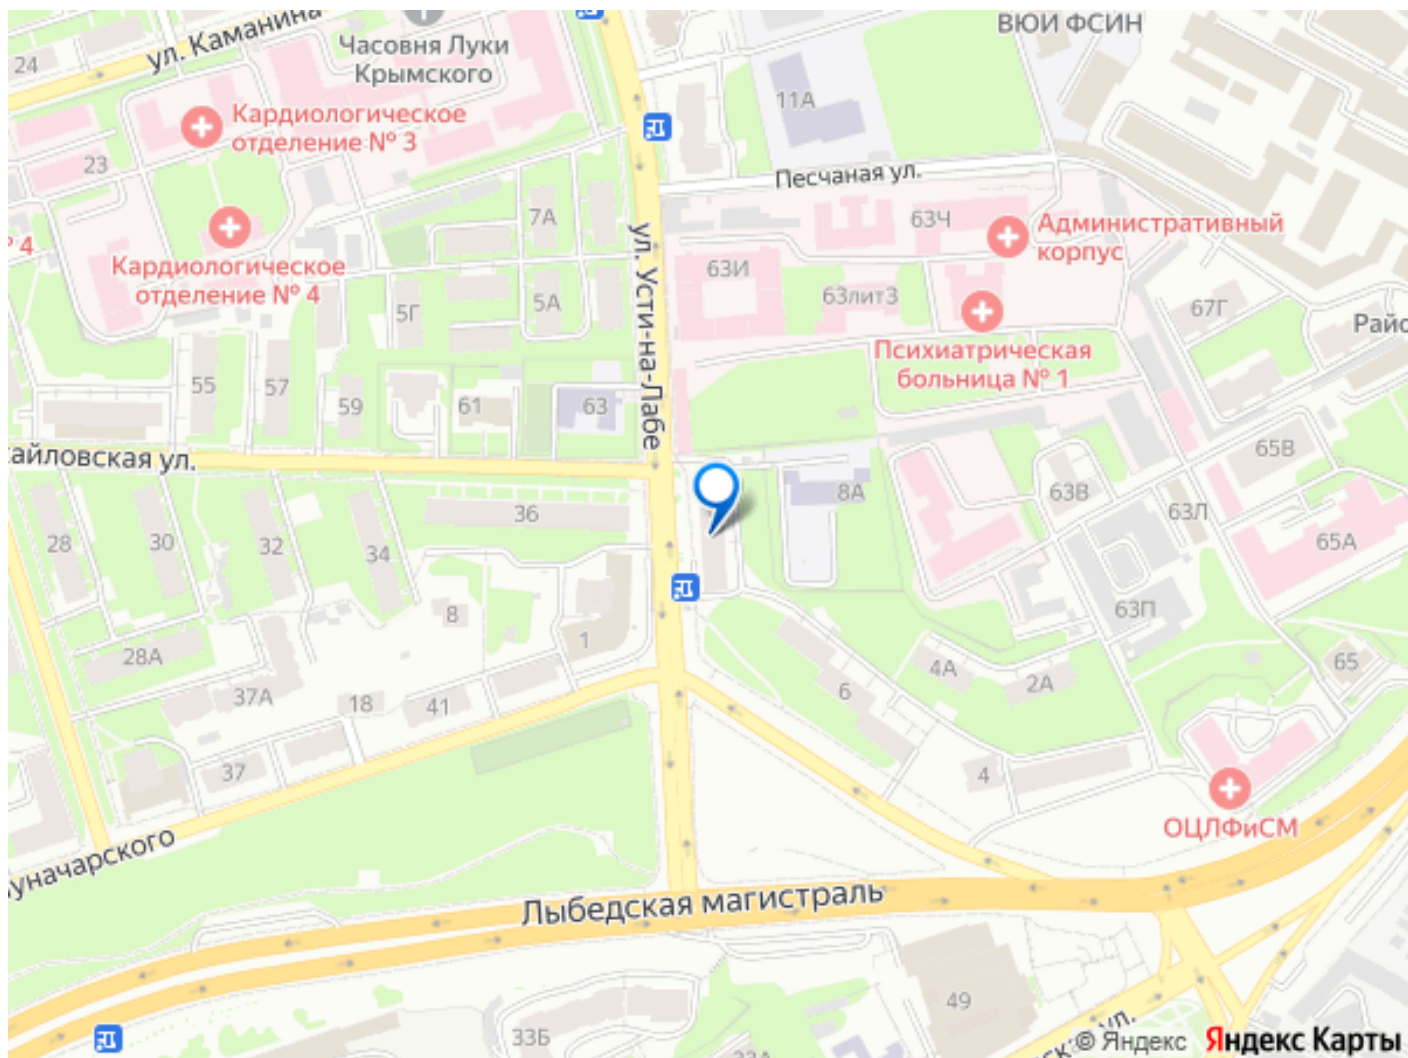 ВЮИ ФСИН
ул. Каманина
Часовня Луки
Крымского
24
11А
Кардиологическое
отделение № 3
23
Песчаная ул.
7А
63Ч
Административный
корпус
№ 4
ул. Усти-на-Лабе
Кардиологическое
отделение № 4
63И
63лит3
5Г
5А
67Г
Райо
Психиатрическая
больница № 1
55
57
59
61
63
айловская ул.
65В
8А
63В
63Л
36
28
30
32
34
65А
8
1
63П
28А
37А
18
41
6
4А
2А
65
37
4
ОЦЛФиСМ
уначарского
Лыбедская магистраль
49
33Б
ул.
© Яндекс
Яндекс Карты